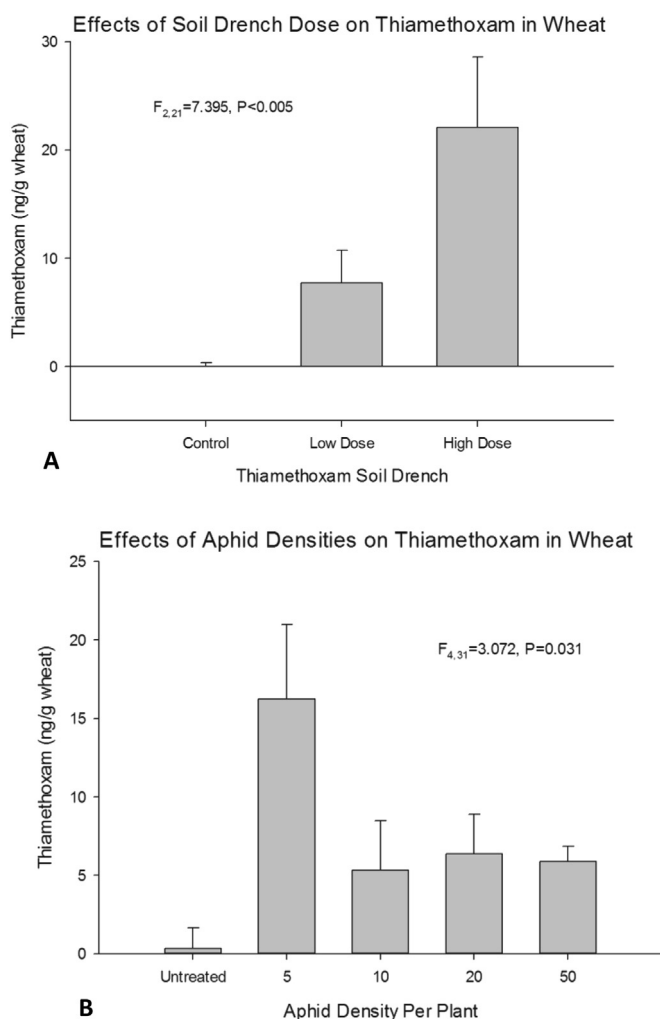 Effects of Soil Drench Dose on Thiamethoxam in Wheat
30
F2,21=7.395, P<0.005
20
Thiamethoxam (ng/g wheat)
10
0
Control Low Dose High Dose
A
Thiamethoxam Soil Drench
Effects of Aphid Densities on Thiamethoxam in Wheat
25
20
F4,31=3.072, P=0.031
15
Thiamethoxam (ng/g wheat)
10
5
0
Untreated 5 10 20 50
B
Aphid Density Per Plant